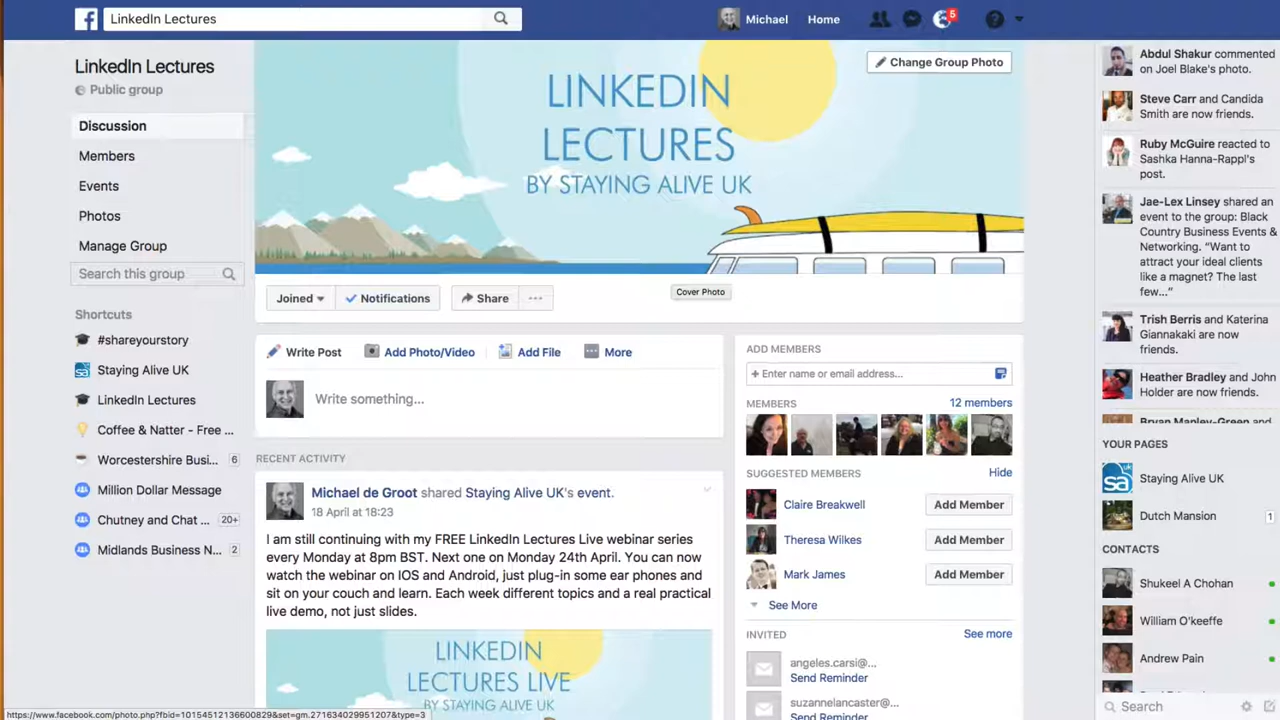 LinkedIn Lectures
Michael
Home
5
LinkedIn Lectures
Public group
Discussion
Members
Events
Photos
Manage Group
Search this group
Shortcuts
#shareyourstory
Staying Alive UK
LinkedIn Lectures
Coffee & Natter - Free ...
Worcestershire Busi... 6
Million Dollar Message
Chutney and Chat ... 20+
Midlands Business N... 2
Change Group Photo
LINKEDIN
LECTURES
BY STAYING ALIVE UK
Joined
Notifications
Share
Cover Photo
Write Post
Add Photo/Video
Add File
More
Write something...
RECENT ACTIVITY
Michael de Groot shared Staying Alive UK's event.
18 April at 18:23
I am still continuing with my FREE LinkedIn Lectures Live webinar series
every Monday at 8pm BST. Next one on Monday 24th April. You can now
watch the webinar on IOS and Android, just plug-in some ear phones and
sit on your couch and learn. Each week different topics and a real practical
live demo, not just slides.
LINKEDIN
LECTURES LIVE
BY STAYING ALIVE UK
ADD MEMBERS
+ Enter name or email address...
MEMBERS
12 members
SUGGESTED MEMBERS
Hide
Claire Breakwell
Add Member
Theresa Wilkes
Add Member
Mark James
Add Member
See More
INVITED
See more
angeles.carsi@...
Send Reminder
suzannelancaster@...
Send Reminder
Abdul Shakur commented
on Joel Blake's photo.
Steve Carr and Candida
Smith are now friends.
Ruby McGuire reacted to
Sashka Hanna-Rappl's
post.
Jae-Lex Linsey shared an
event to the group: Black
Country Business Events &
Networking. “Want to
attract your ideal clients
like a magnet? The last
few...”
Trish Berris and Katerina
Giannakaki are now
friends.
Heather Bradley and John
Holder are now friends.
Bryan Manley-Green and
YOUR PAGES
sa uk
Staying Alive UK
Dutch Mansion
1
CONTACTS
Shukeel A Chohan
William O'keeffe
Andrew Pain
Search
https://www.facebook.com/photo.php?fbid=10154512136600829&set=gm.271634029951207&type=3